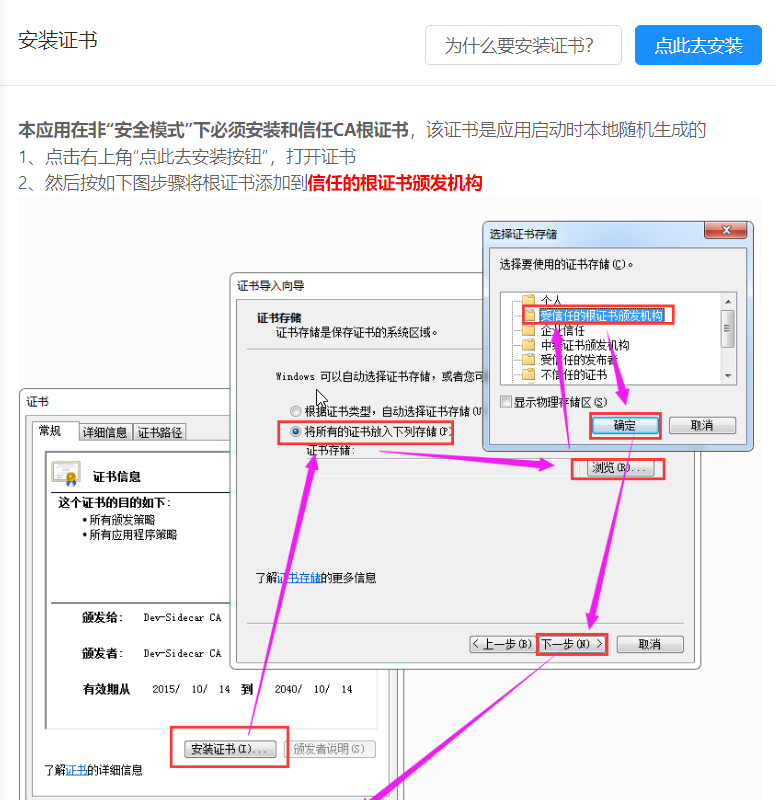 安装证书
为什么要安装证书?
点此去安装
本应用在非“安全模式”下必须安装和信任CA根证书，该证书是应用启动时本地随机生成的
1、点击右上角“点此去安装按钮”，打开证书
2、然后按如下图步骤将根证书添加到信任的根证书颁发机构
选择证书存储
选择要使用的证书存储(C)。
个人
受信任的根证书颁发机构
企业信任
中级证书颁发机构
受信任的发布者
不信任的证书
显示物理存储区(S)
确定
取消
证书导入向导
证书存储
证书存储是保存证书的系统区域。
Windows 可以自动选择证书存储，或者您可
根据证书类型，自动选择证书存储(U)
将所有的证书放入下列存储(P)
证书存储:
浏览(R)...
了解证书存储的更多信息
< 上一步(B)
下一步(N) >
取消
证书
常规
详细信息
证书路径
证书信息
这个证书的目的如下:
•所有颁发策略
•所有应用程序策略
颁发给: Dev-Sidecar CA
颁发者: Dev-Sidecar CA
有效期从 2015/ 10/ 14 到 2040/ 10/ 14
安装证书(I)...
颁发者说明(S)
了解证书的详细信息